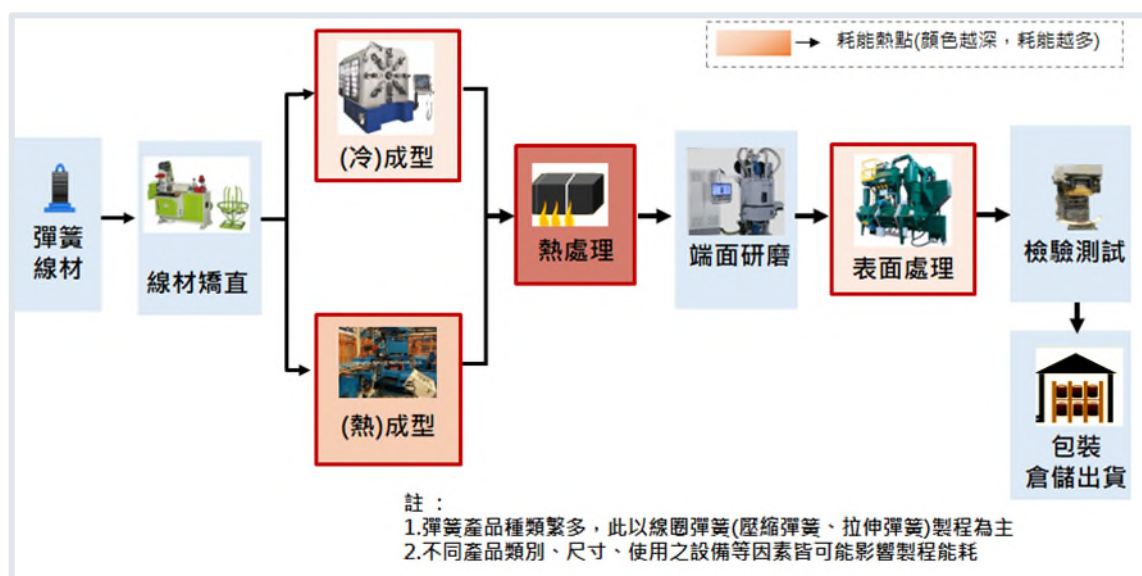 耗能熱點(顏色越深，耗能越多)
彈簧
線材
線材矯直
(冷)成型
(熱)成型
熱處理
端面研磨
表面處理
檢驗測試
包裝
倉儲出貨
註：
1.彈簧產品種類繁多，此以線圈彈簧(壓縮彈簧、拉伸彈簧)製程為主
2.不同產品類別、尺寸、使用之設備等因素皆可能影響製程能耗